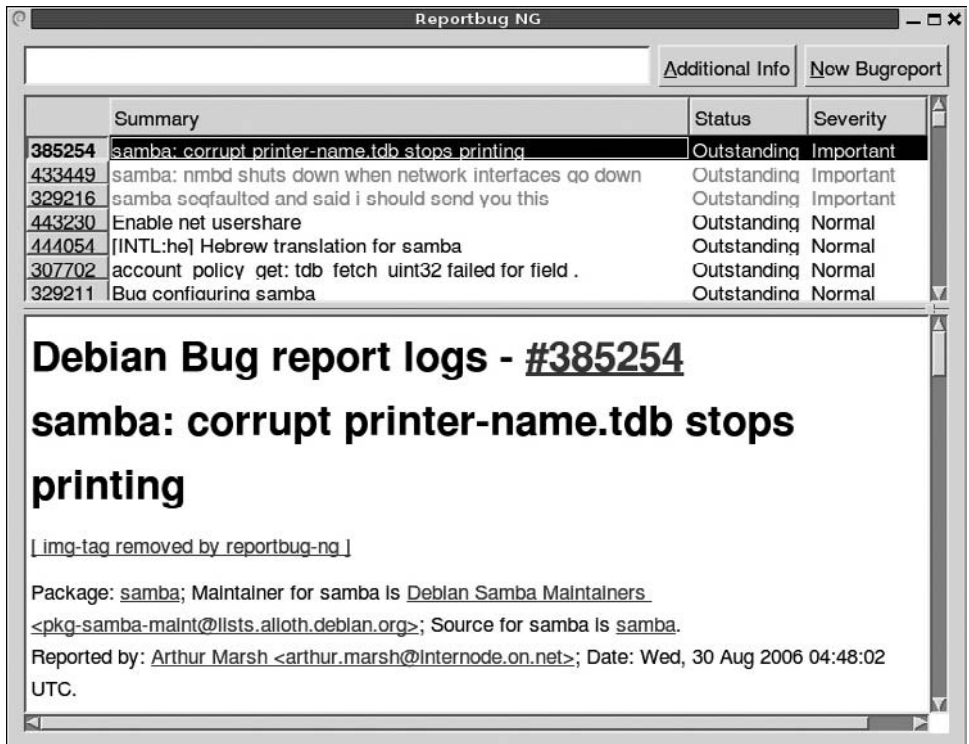 Reportbug NG
Additional Info New Bugreport
Summary Status Severity
385254 samba: corrupt printer-name.tdb stops printing Outstanding Important
433449 samba: nmbd shuts down when network interfaces go down Outstanding Important
329216 samba segfaulted and said i should send you this Outstanding Important
443230 Enable net usershare Outstanding Normal
444054 [INTL:he] Hebrew translation for samba Outstanding Normal
307702 account_policy_get: tdb_fetch_uint32 failed for field . Outstanding Normal
329211 Bug configuring samba Outstanding Normal
Debian Bug report logs - #385254
samba: corrupt printer-name.tdb stops
printing
[ img-tag removed by reportbug-ng ]
Package: samba; Maintainer for samba is Debian Samba Maintainers
<pkg-samba-maint@lists.alioth.debian.org>; Source for samba is samba.
Reported by: Arthur Marsh <arthur.marsh@internode.on.net>; Date: Wed, 30 Aug 2006 04:48:02
UTC.